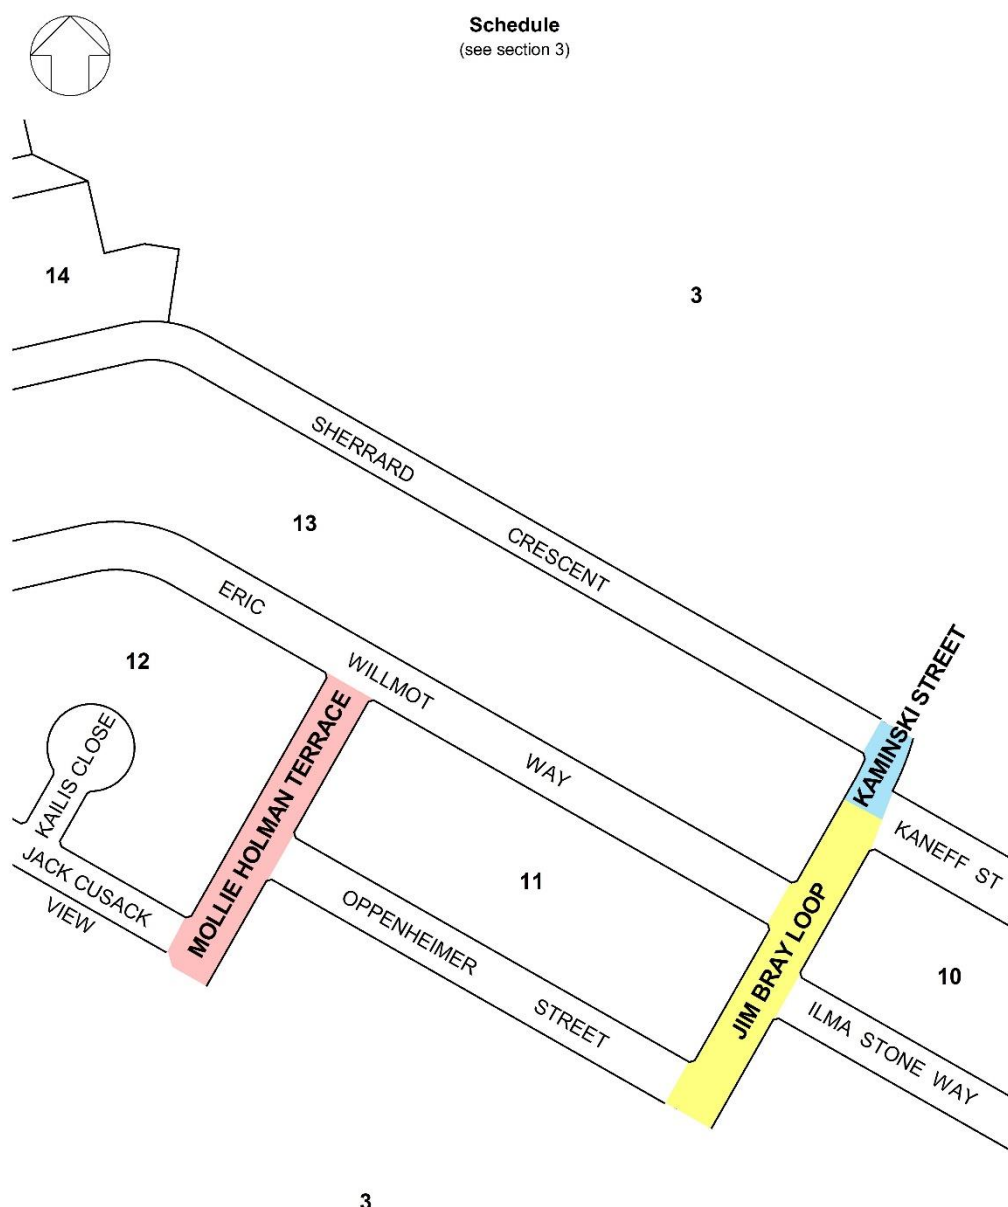 Schedule
(see section 3)
14
3
SHERRARD
CRESCENT
13
ERIC
WILLMOT
WAY
12
KAMINSKI STREET
KAILIS CLOSE
MOLLIE HOLMAN TERRACE
KANEFF ST
JACK CUSACK
VIEW
11
OPPENHEIMER
STREET
JIM BRAY LOOP
10
ILMA STONE WAY
3